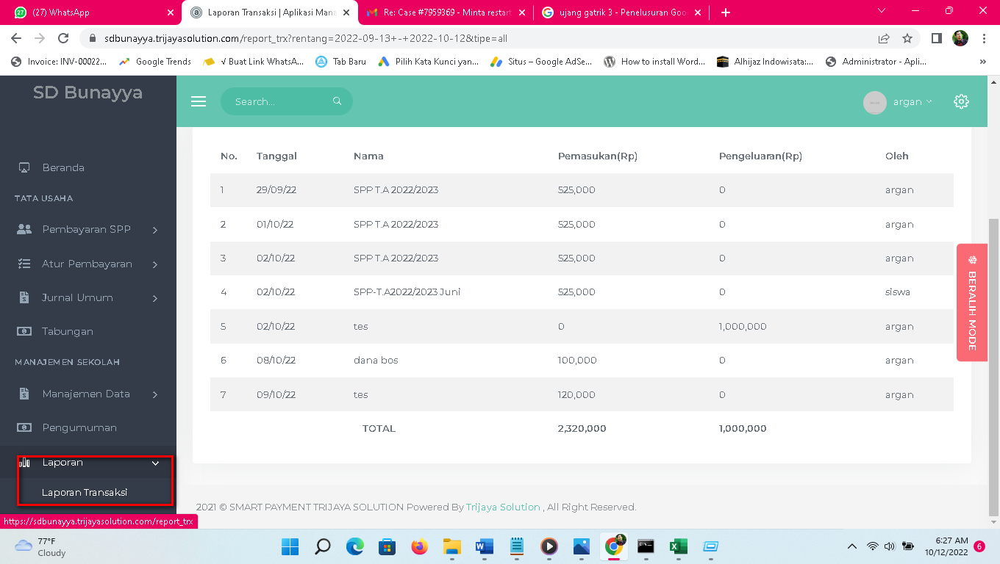 (27) WhatsApp
Laporan Transaksi | Aplikasi Mana
Re: Case #7959369 - Minta restart
ujang gatrik 3 - Penelusuran Goo
sdbunayya.trijayasolution.com/report_trx?rentang=2022-09-13+-+2022-10-12&tipe=all
Invoice: INV-00022...
Google Trends
√ Buat Link WhatsA...
Tab Baru
Pilih Kata Kunci yan...
Situs – Google AdSe...
How to install Word...
Alhijaz Indowisata:...
Administrator - Apli...
»
SD Bunayya
Search...
argan
Beranda
TATA USAHA
Pembayaran SPP
Atur Pembayaran
Jurnal Umum
Tabungan
MANAJEMEN SEKOLAH
Manajemen Data
Pengumuman
Laporan
Laporan Transaksi
No. Tanggal Nama Pemasukan(Rp) Pengeluaran(Rp) Oleh
1 29/09/22 SPP T.A 2022/2023 525,000 0 argan
2 01/10/22 SPP T.A 2022/2023 525,000 0 argan
3 02/10/22 SPP T.A 2022/2023 525,000 0 argan
4 02/10/22 SPP-T.A2022/2023 Juni 525,000 0 siswa
5 02/10/22 tes 0 1,000,000 argan
6 08/10/22 dana bos 100,000 0 argan
7 09/10/22 tes 120,000 0 argan
TOTAL 2,320,000 1,000,000
BERALIH MODE
2021 © SMART PAYMENT TRIJAYA SOLUTION Powered By Trijaya Solution , All Right Reserved.
https://sdbunayya.trijayasolution.com/report_trx
77°F
Cloudy
6:27 AM
10/12/2022
6